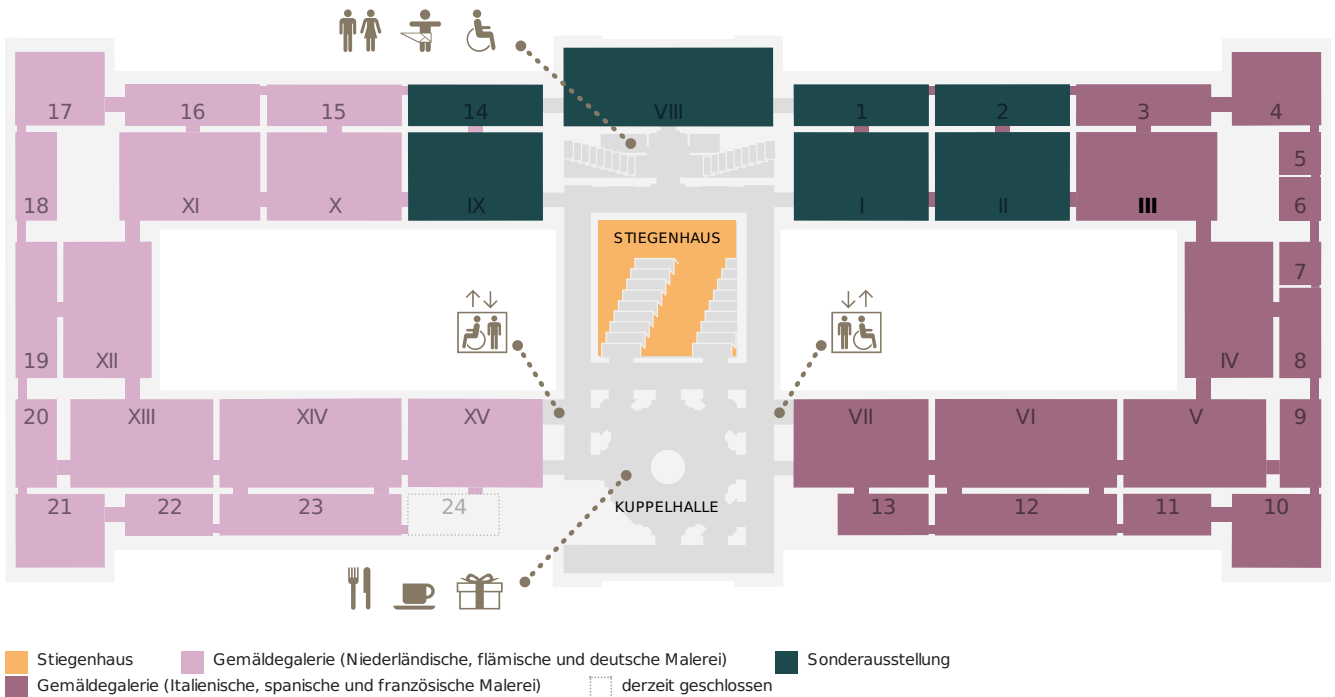 17 16 15 14 VIII 1 2 3 4
5
18 XI X IX I II III 6
STIEGENHAUS
7
19 XII IV 8
20 XIII XIV XV VII VI V 9
21 22 23 24 KUPPELHALLE 13 12 11 10
Stiegenhaus Gemäldegalerie (Niederländische, flämische und deutsche Malerei) Sonderausstellung
Gemäldegalerie (Italienische, spanische und französische Malerei) derzeit geschlossen